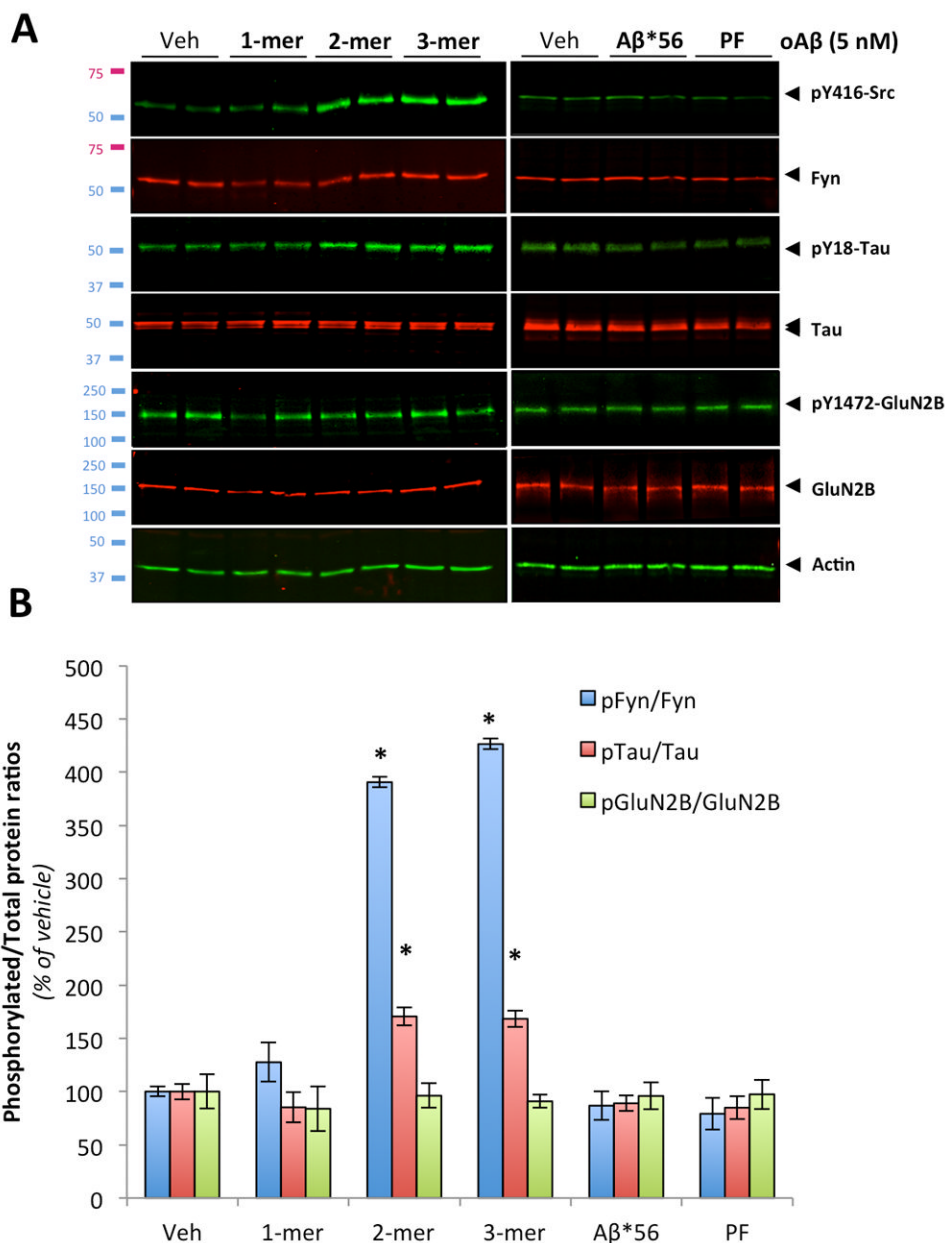 A
Veh 1-mer 2-mer 3-mer Veh Aβ*56 PF oAβ (5 nM)
75
50
pY416-Src
75
50
Fyn
50
37
pY18-Tau
50
37
Tau
250
150
100
pY1472-GluN2B
250
150
100
GluN2B
50
37
Actin
B
Phosphorylated/Total protein ratios
(% of vehicle)
500
450
400
350
300
250
200
150
100
50
0
pFyn/Fyn
pTau/Tau
pGluN2B/GluN2B
*
*
*
*
Veh 1-mer 2-mer 3-mer Aβ*56 PF